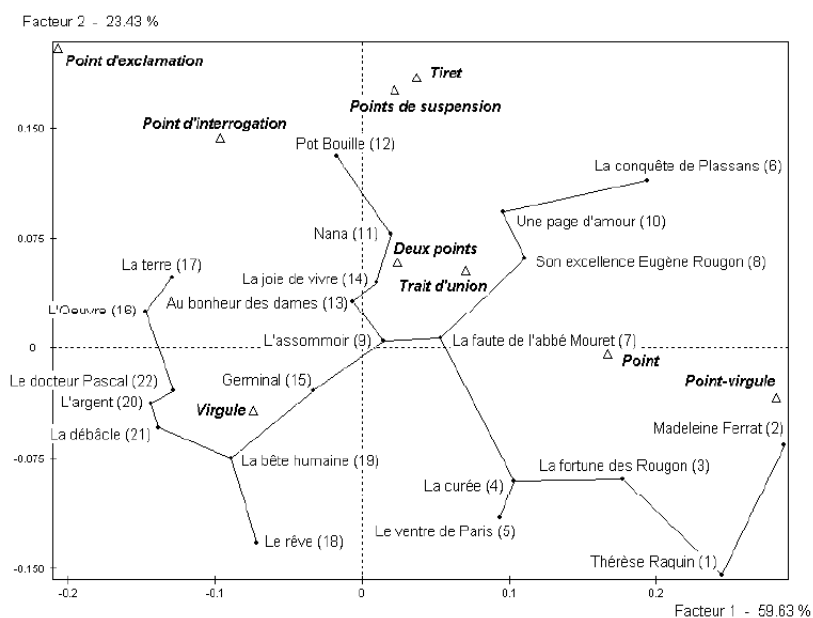 Facteur 2 - 23.43 %
Point d'exclamation
Tiret
Points de suspension
Point d'interrogation
0.150
Pot Bouille (12)
La conquête de Plassans (6)
Une page d'amour (10)
Nana (11)
0.075
Deux points
La terre (17)
Son excellence Eugène Rougon (8)
La joie de vivre (14)
Trait d'union
Au bonheur des dames (13)
L'Oeuvre (16)
L'assommoir (9)
La faute de l'abbé Mouret (7)
0
Point
Le docteur Pascal (22)
Germinal (15)
Point-virgule
L'argent (20)
Virgule
Madeleine Ferrat (2)
La débâcle (21)
-0.075
La bête humaine (19)
La fortune des Rougon (3)
La curée (4)
Le ventre de Paris (5)
Le rêve (18)
Thérèse Raquin (1)
-0.150
-0.2
-0.1
0
0.1
0.2
Facteur 1 - 59.63 %